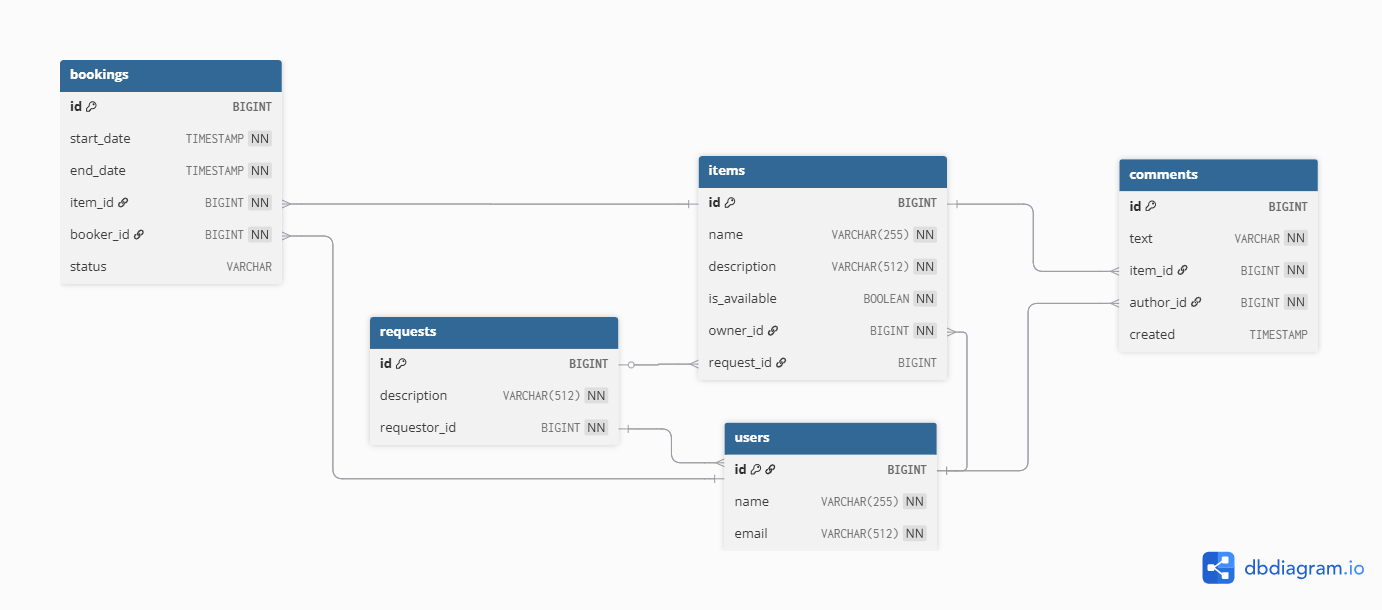 bookings
id BIGINT
start_date TIMESTAMP NN
end_date TIMESTAMP NN
item_id BIGINT NN
booker_id BIGINT NN
status VARCHAR
requests
id BIGINT
description VARCHAR(512) NN
requestor_id BIGINT NN
items
id BIGINT
name VARCHAR(255) NN
description VARCHAR(512) NN
is_available BOOLEAN NN
owner_id BIGINT NN
request_id BIGINT
users
id BIGINT
name VARCHAR(255) NN
email VARCHAR(512) NN
comments
id BIGINT
text VARCHAR NN
item_id BIGINT NN
author_id BIGINT NN
created TIMESTAMP
dbdiagram.io